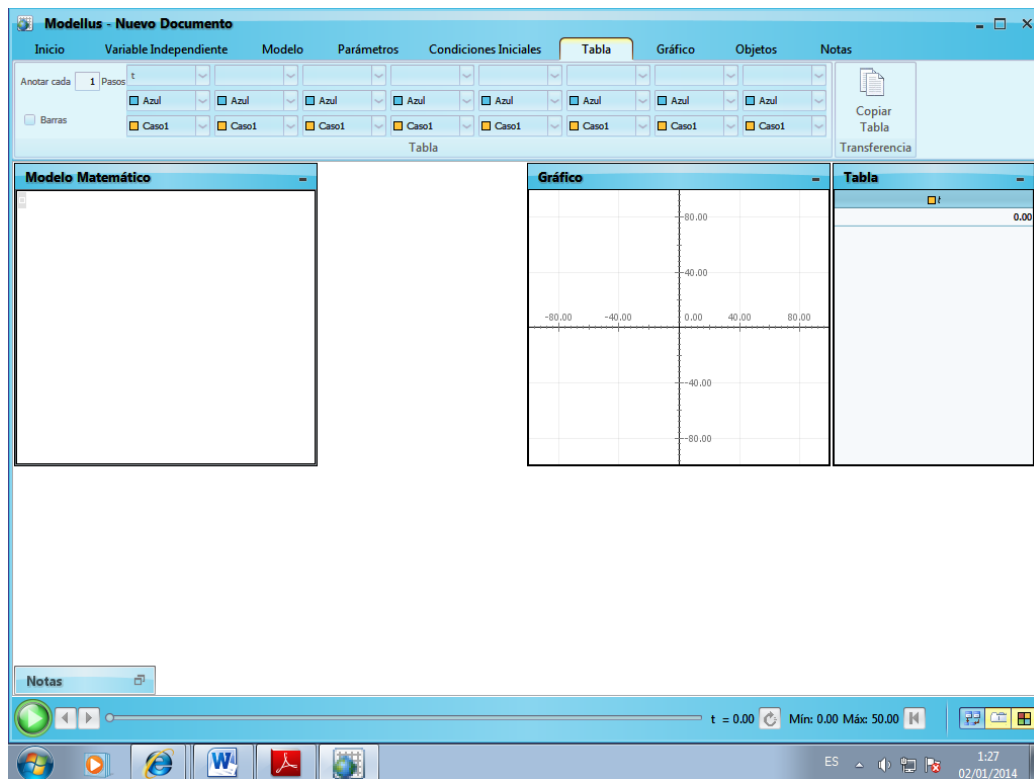 Modellus - Nuevo Documento
Inicio Variable Independiente Modelo Parámetros Condiciones Iniciales Tabla Gráfico Objetos Notas
Anotar cada 1 Pasos t
Azul Azul Azul Azul Azul Azul Azul Azul
Barras
Caso1 Caso1 Caso1 Caso1 Caso1 Caso1 Caso1 Caso1
Copiar
Tabla
Tabla
Transferencia
Modelo Matemático
Gráfico
80.00
40.00
-80.00 -40.00 0.00 40.00 80.00
-40.00
-80.00
Tabla
t
0.00
Notas
t = 0.00 Mín: 0.00 Máx: 50.00
ES 1:27
02/01/2014